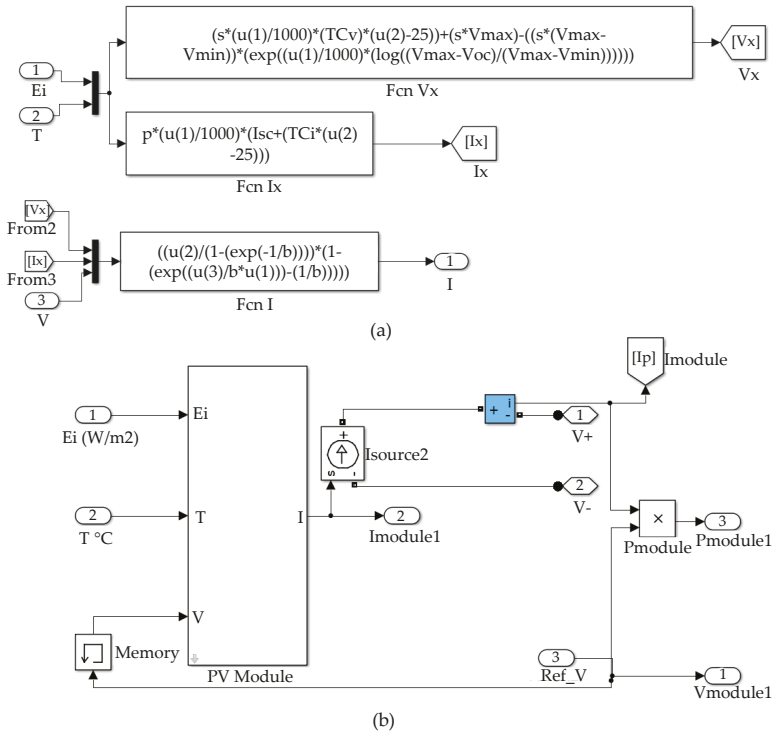 (s*(u(1)/1000)*(TCv)*(u(2)-25))+(s*Vmax)-((s*(Vmax-
Vmin))*(exp((u(1)/1000)*(log((Vmax-Voc)/(Vmax-Vmin))))))
Fcn Vx
[Vx]
Vx
1
Ei
2
T
p*(u(1)/1000)*(Isc+(TCi*(u(2)
-25)))
Fcn Ix
[Ix]
Ix
[Vx]
From2
[Ix]
From3
3
V
((u(2)/(1-(exp(-1/b))))*(1-
(exp((u(3)/b*u(1)))-(1/b)))))
Fcn I
1
I
(a)
[Ip]
Imodule
1
Ei (W/m2)
Ei
+
i
-
1
V+
+
s
-
Isource2
2
V-
2
T °C
T
I
2
Imodule1
×
Pmodule
3
Pmodule1
V
Memory
PV Module
3
Ref_V
1
Vmodule1
(b)